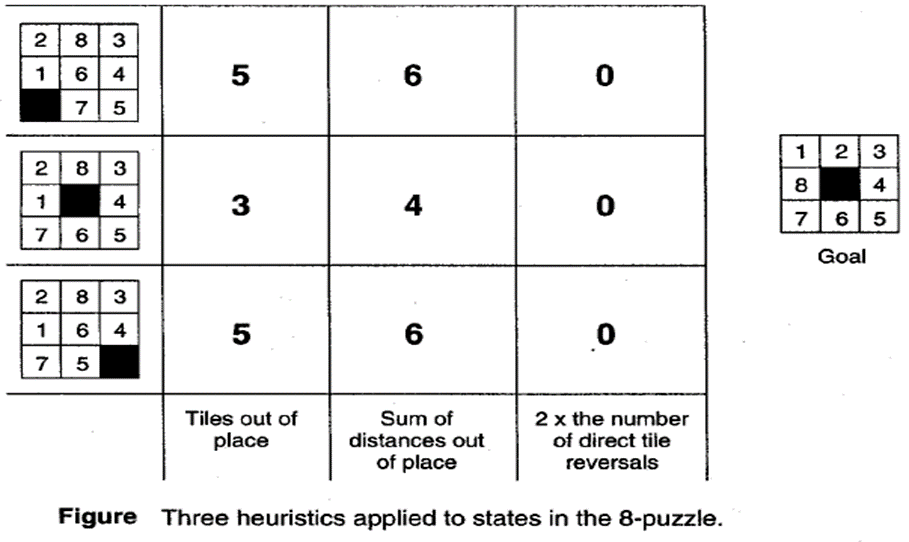 2 8 3
1 6 4
7 5
5 6 0
2 8 3
1 4
7 6 5
3 4 0
2 8 3
1 6 4
7 5
5 6 0
Tiles out of
place
Sum of
distances out
of place
2 x the number
of direct tile
reversals
1 2 3
8 4
7 6 5
Goal
Figure Three heuristics applied to states in the 8-puzzle.